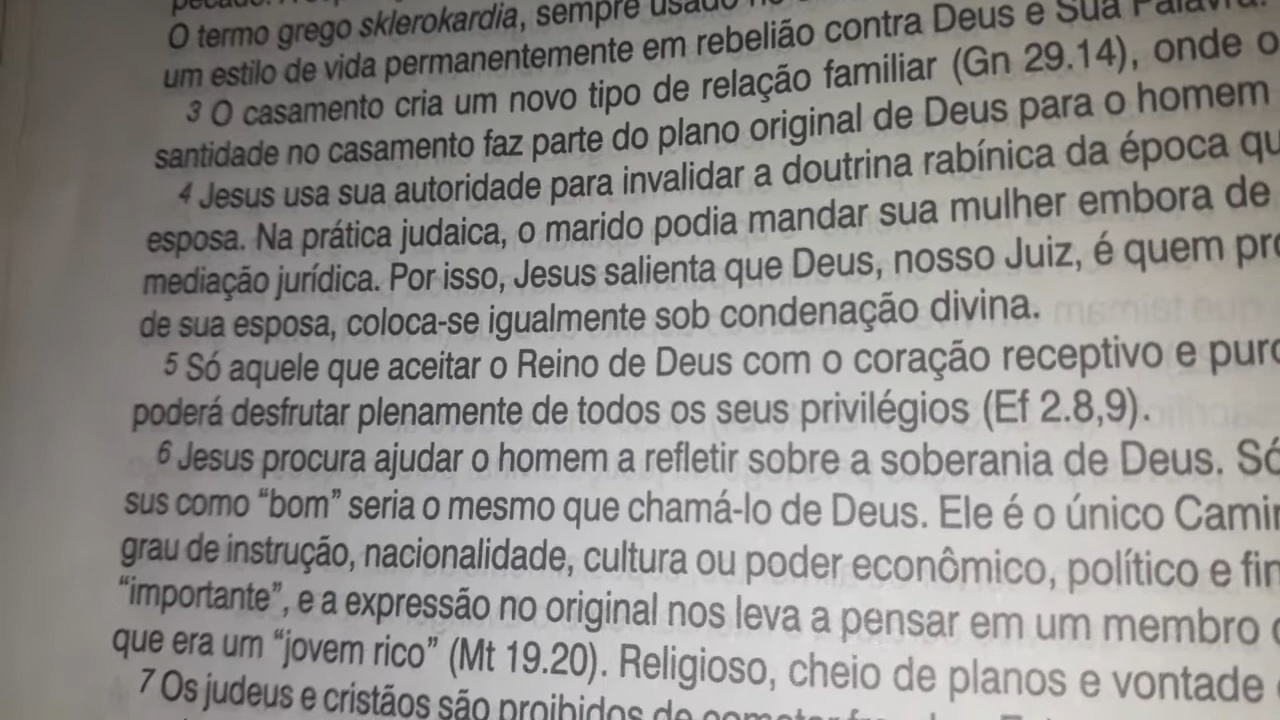 O termo grego sklerokardia, sempre usado
um estilo de vida permanentemente em rebelião contra Deus e Sua Palavra.
3 O casamento cria um novo tipo de relação familiar (Gn 29.14), onde o
santidade no casamento faz parte do plano original de Deus para o homem
4 Jesus usa sua autoridade para invalidar a doutrina rabínica da época
esposa. Na prática judaica, o marido podia mandar sua mulher embora de
mediação jurídica. Por isso, Jesus salienta que Deus, nosso Juiz, é quem
de sua esposa, coloca-se igualmente sob condenação divina.
5 Só aquele que aceitar o Reino de Deus com o coração receptivo e
poderá desfrutar plenamente de todos os seus privilégios (Ef 2.8,9).
6 Jesus procura ajudar o homem a refletir sobre a soberania de Deus. Só
sus como “bom” seria o mesmo que chamá-lo de Deus. Ele é o único
grau de instrução, nacionalidade, cultura ou poder econômico, político e
“importante”, e a expressão no original nos leva a pensar em um membro
que era um “jovem rico” (Mt 19.20). Religioso, cheio de planos e vontade
7 Os judeus e cristãos são proibidos de